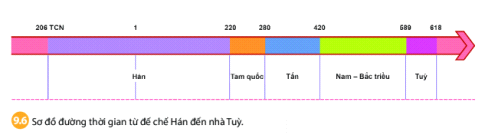 206 TCN 1 220 280 420 589 618
Hán Tam quốc Tấn Nam – Bắc triều Tuỳ
9.6 Sơ đồ đường thời gian từ đế chế Hán đến nhà Tuỳ.